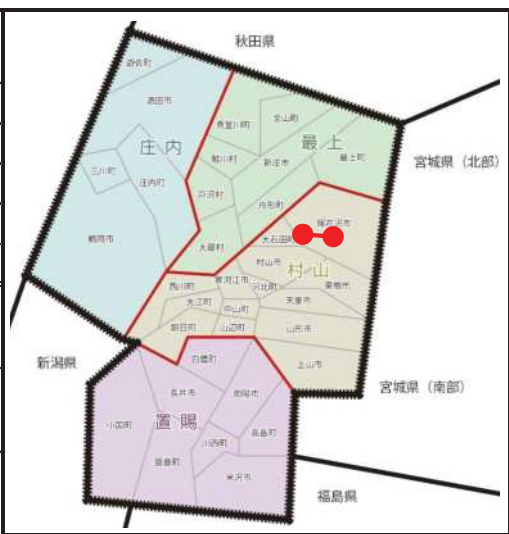 秋田県
遊佐町
酒田市
金山町
真室川町
庄内
最上
最上町
三川町
庄内町
鮭川村
新庄市
宮城県（北部）
戸沢村
舟形町
鶴岡市
大蔵村
大石田町
尾花沢市
村山市
村山
西川町
寒河江市
河北町
東根市
大江町
中山町
天童市
朝日町
山辺町
山形市
新潟県
白鷹町
上山市
宮城県（南部）
長井市
南陽市
小国町
置賜
高畠町
川西町
飯豊町
米沢市
福島県